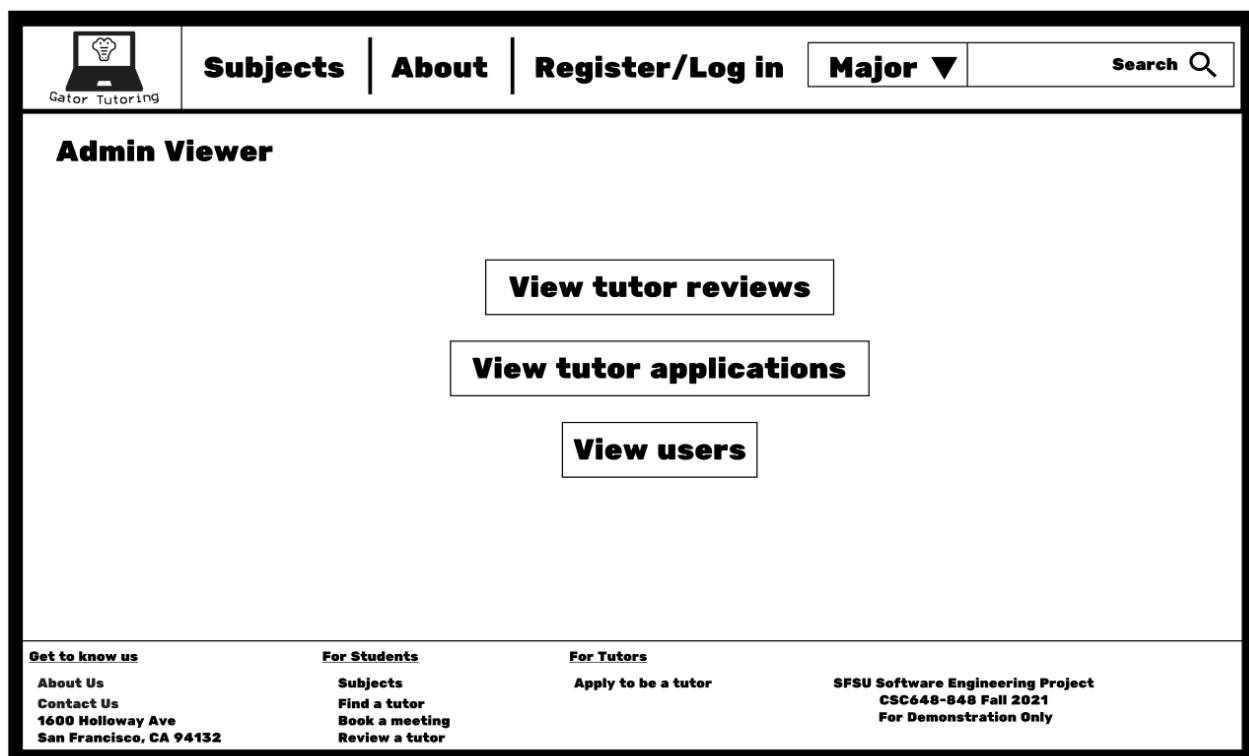 Gator Tutoring
Subjects
About
Register/Log in
Major ▼
Search
Admin Viewer
View tutor reviews
View tutor applications
View users
Get to know us
About Us
Contact Us
1600 Holloway Ave
San Francisco, CA 94132
For Students
Subjects
Find a tutor
Book a meeting
Review a tutor
For Tutors
Apply to be a tutor
SFSU Software Engineering Project
CSC648-848 Fall 2021
For Demonstration Only